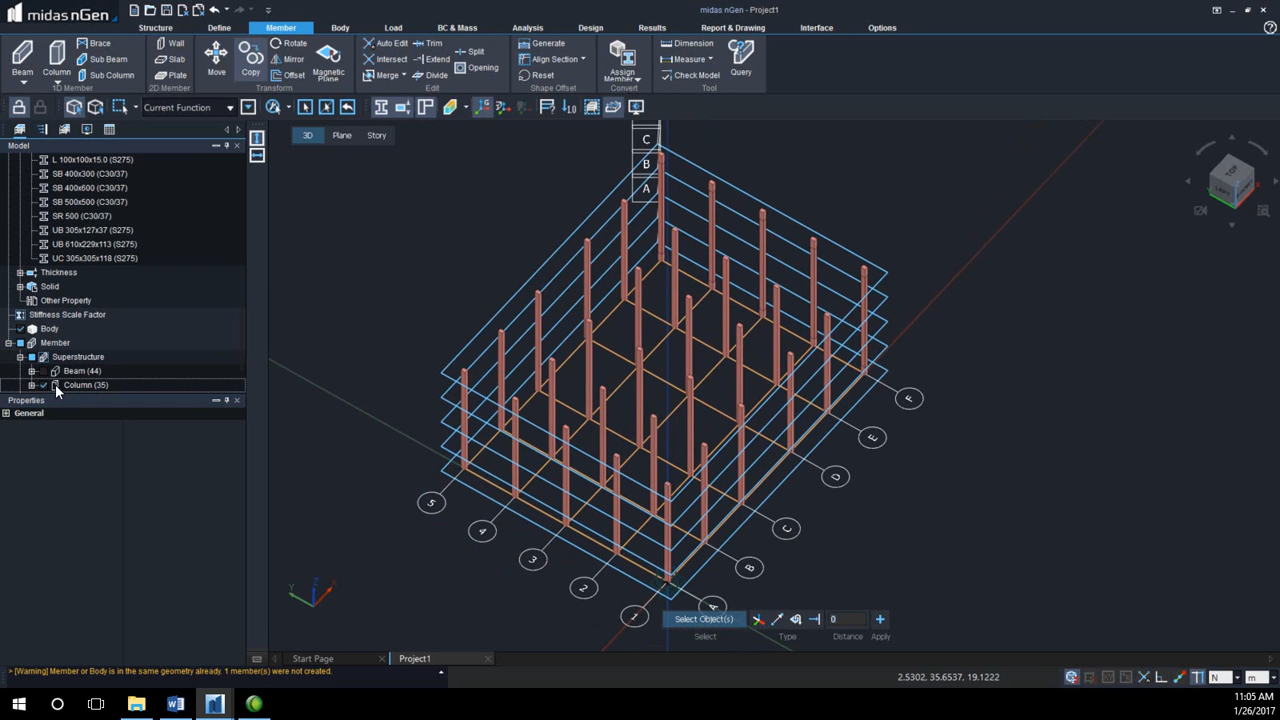 midas nGen
midas nGen - Project1
Structure Define Member Body Load BC & Mass Analysis Design Results Report & Drawing Interface Options
Beam Column Brace Sub Beam Sub Column
Wall Slab Plate
Move Copy Rotate Mirror Offset Magnetic Plane
Auto Edit Trim Intersect Extend Merge Divide Split Opening
Generate Align Section Reset
Assign Member
Dimension Measure Check Model Query
1D Member 2D Member Transform Edit Shape Offset Convert Tool
Current Function
1.0
Model
3D Plane Story
L 100x100x15.0 (S275)
SB 400x300 (C30/37)
SB 400x600 (C30/37)
SB 500x500 (C30/37)
SR 500 (C30/37)
UB 305x127x37 (S275)
UB 610x229x113 (S275)
UC 305x305x118 (S275)
Thickness
Solid
Other Property
Stiffness Scale Factor
Body
Member
Superstructure
Beam (44)
Column (35)
Properties
General
C
B
A
TOP
F
E
D
C
B
A
5
4
3
2
1
Z
Y
X
Select Object(s) 0
Select Type Distance Apply
Start Page Project1
> [Warning] Member or Body is in the same geometry already. 1 member(s) were not created.
2.5302, 35.6537, 19.1222
N m
11:05 AM
1/26/2017